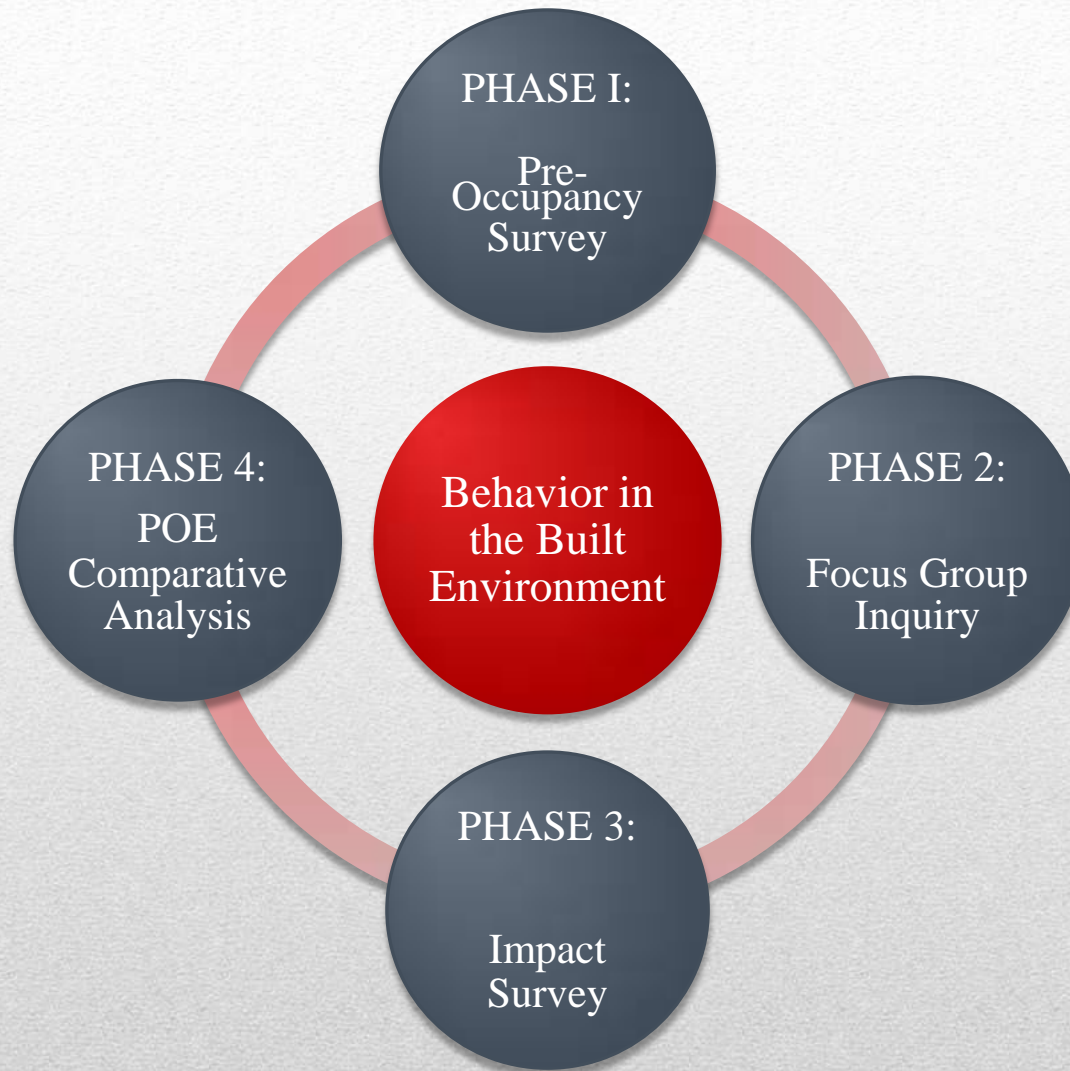 PHASE I:
Pre-
Occupancy
Survey
PHASE 2:
Focus Group
Inquiry
PHASE 3:
Impact
Survey
PHASE 4:
POE
Comparative
Analysis
Behavior in
the Built
Environment